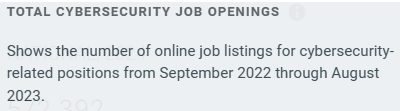 TOTAL CYBERSECURITY JOB OPENINGS
Shows the number of online job listings for cybersecurity-
related positions from September 2022 through August
2023.